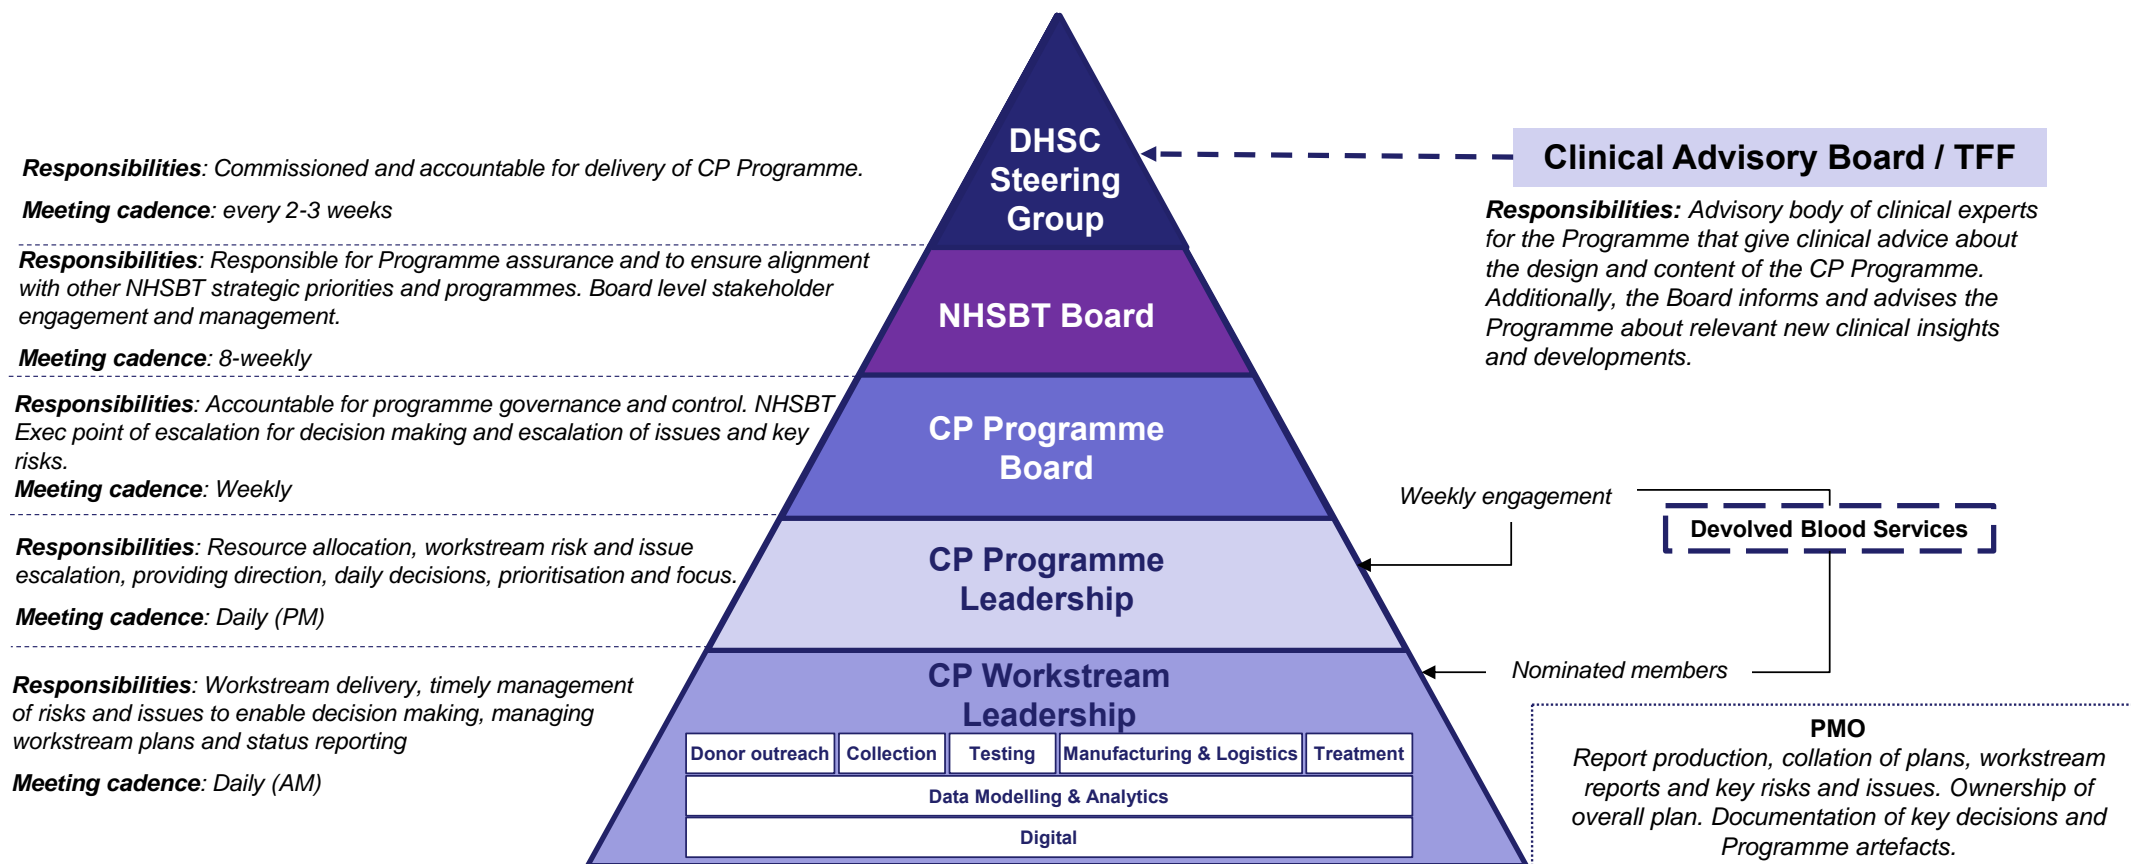 Responsibilities: Commissioned and accountable for delivery of CP Programme.
Meeting cadence: every 2-3 weeks
Responsibilities: Responsible for Programme assurance and to ensure alignment
with other NHSBT strategic priorities and programmes. Board level stakeholder
engagement and management.
Meeting cadence: 8-weekly
Responsibilities: Accountable for programme governance and control. NHSBT
Exec point of escalation for decision making and escalation of issues and key
risks.
Meeting cadence: Weekly
Responsibilities: Resource allocation, workstream risk and issue
escalation, providing direction, daily decisions, prioritisation and focus.
Meeting cadence: Daily (PM)
Responsibilities: Workstream delivery, timely management
of risks and issues to enable decision making, managing
workstream plans and status reporting
Meeting cadence: Daily (AM)
DHSC
Steering
Group
NHSBT Board
CP Programme
Board
CP Programme
Leadership
CP Workstream
Leadership
Donor outreach
Collection
Testing
Manufacturing & Logistics
Treatment
Data Modelling & Analytics
Digital
Clinical Advisory Board / TFF
Responsibilities: Advisory body of clinical experts
for the Programme that give clinical advice about
the design and content of the CP Programme.
Additionally, the Board informs and advises the
Programme about relevant new clinical insights
and developments.
Weekly engagement
Devolved Blood Services
Nominated members
PMO
Report production, collation of plans, workstream
reports and key risks and issues. Ownership of
overall plan. Documentation of key decisions and
Programme artefacts.